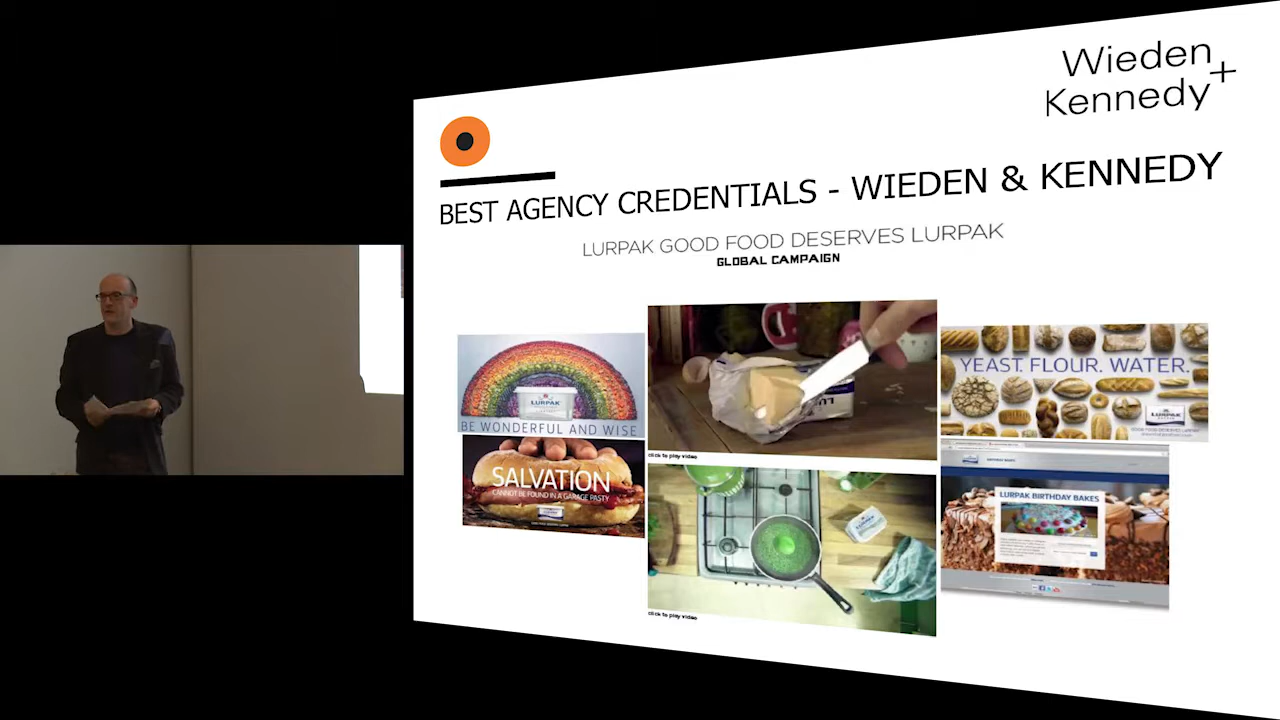 Wieden+
Kennedy
BEST AGENCY CREDENTIALS - WIEDEN & KENNEDY
LURPAK GOOD FOOD DESERVES LURPAK
GLOBAL CAMPAIGN
LURPAK
BE WONDERFUL AND WISE
SALVATION
CANNOT BE FOUND IN A GARAGE PASTY
click to play video
click to play video
YEAST. FLOUR. WATER.
LURPAK
LURPAK BIRTHDAY BAKES